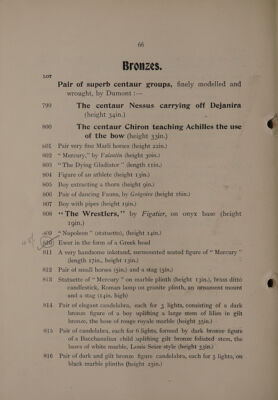 66
Bronzes.
LOT
Pair of superb centaur groups, finely modelled and
wrought, by Dumont :—
799 The centaur Nessus carrying off Dejanira
(height 34in.)
800 The centaur Chiron teaching Achilles the use
of the bow (height 33in.)
801 Pair very fine Marli horses (height 22in.)
802 "Mercury," by Valentin (height 30in.)
803 "The Dying Gladiator" (length 11in.)
804 Figure of an athlete (height 13in.)
805 Boy extracting a thorn (height 9in.)
806 Pair of dancing Fauns, by Grégoire (height 16in.)
807 Boy with pipes (height 19in.)
808 "The Wrestlers," by Figatier, on onyx base (height
19in.)
809 "Napoleon" (statuette), (height 14in.)
810 Ewer in the form of a Greek head
811 A very handsome inkstand, surmounted seated figure of "Mercury"
(length 17in., height 13in.)
812 Pair of small horses (5in.) and a stag (5in.)
813 Statuette of "Mercury" on marble plinth (height 13in.), brass ditto
candlestick, Roman lamp on granite plinth, an ornament mount
and a stag (14in. high)
814 Pair of elegant candelabra, each for 3 lights, consisting of a dark
bronze figure of a boy uplifting a large stem of lilies in gilt
bronze, the base of rouge royale marble (height 35in.)
815 Pair of candelabra, each for 6 lights, formed by dark bronze figure
of a Bacchanalian child uplifting gilt bronze foliated stem, the
bases of white marble, Louis Seize style (height 33in.)
816 Pair of dark and gilt bronze figure candelabra, each for 5 lights, on
black marble plinths (height 25in.)